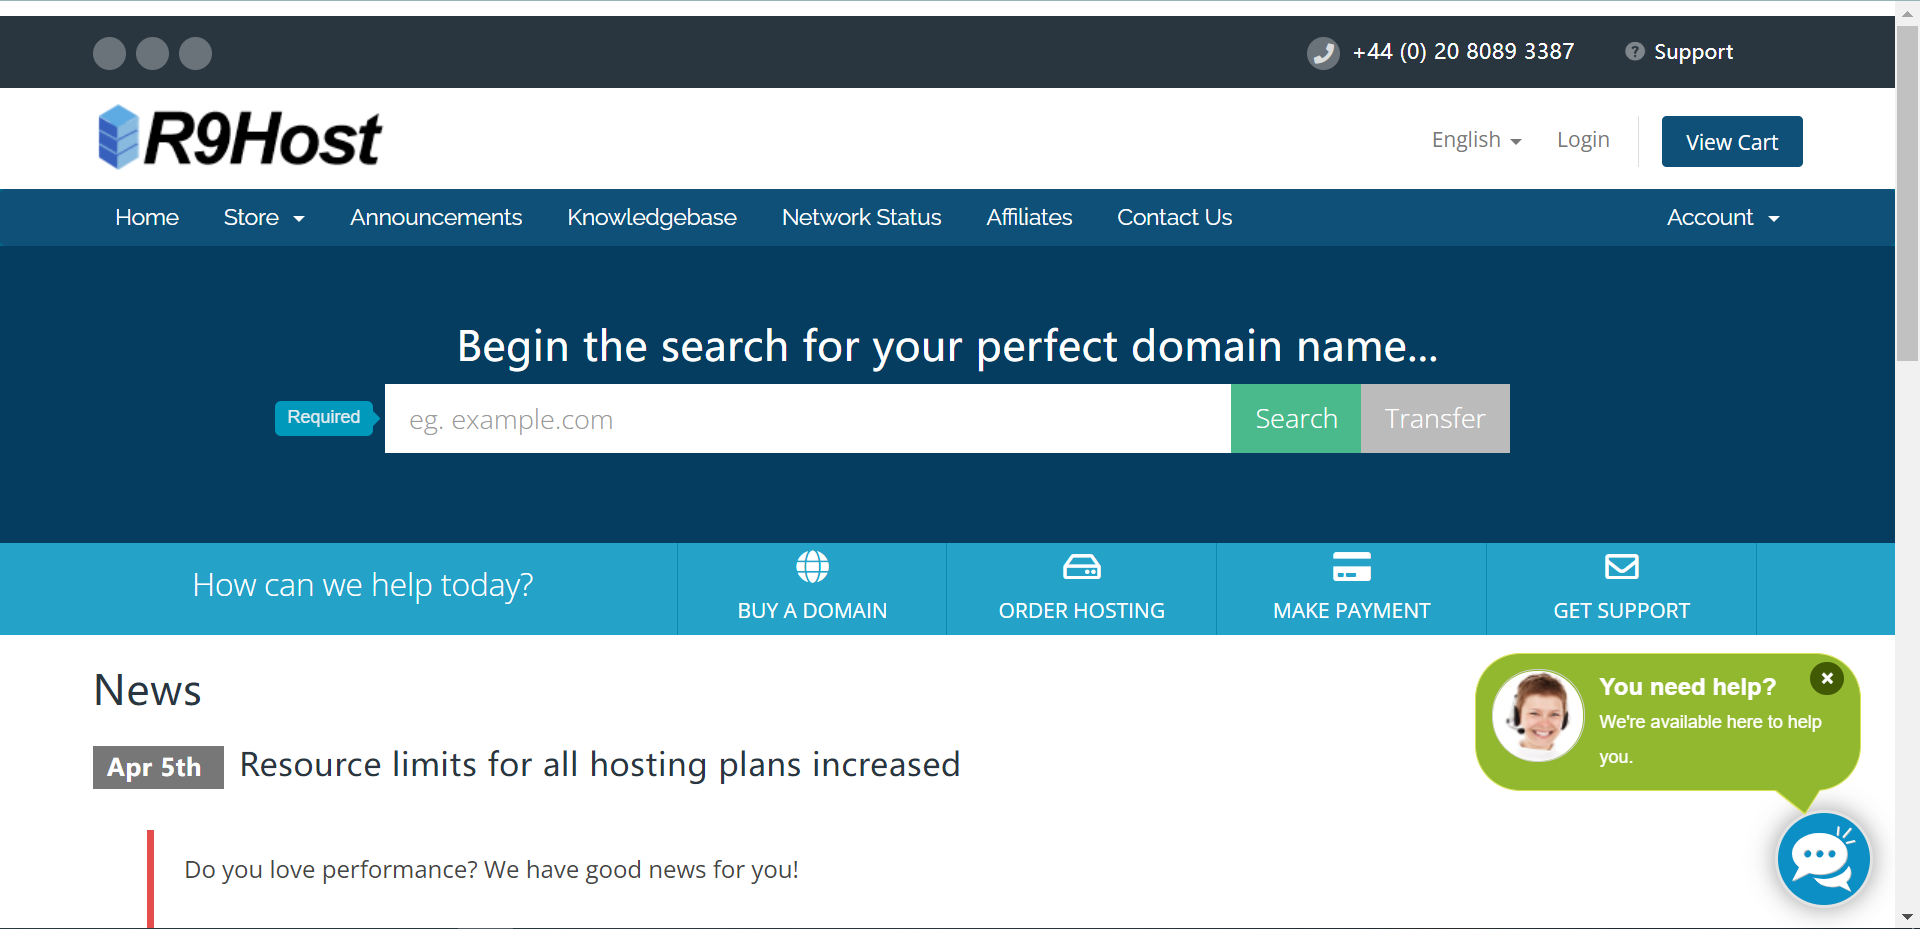 +44 (0) 20 8089 3387
Support
R9Host
English
Login
View Cart
Home
Store
Announcements
Knowledgebase
Network Status
Affiliates
Contact Us
Account
Begin the search for your perfect domain name...
Required
eg. example.com
Search
Transfer
How can we help today?
BUY A DOMAIN
ORDER HOSTING
MAKE PAYMENT
GET SUPPORT
News
Apr 5th
Resource limits for all hosting plans increased
Do you love performance? We have good news for you!
You need help?
We're available here to help
you.